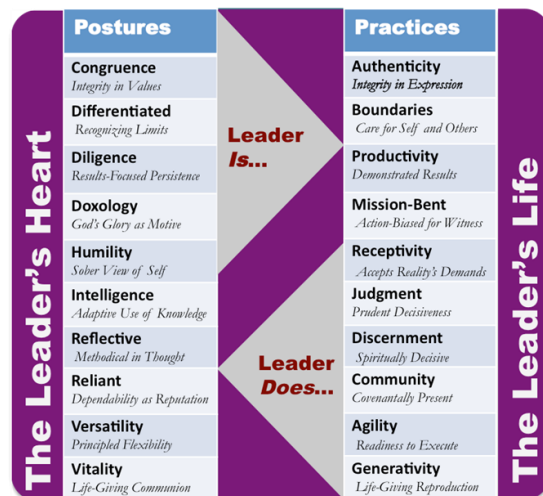 The Leader's Heart
Postures
Congruence
Integrity in Values
Differentiated
Recognizing Limits
Diligence
Results-Focused Persistence
Doxology
God's Glory as Motive
Humility
Sober View of Self
Intelligence
Adaptive Use of Knowledge
Reflective
Methodical in Thought
Reliant
Dependability as Reputation
Versatility
Principled Flexibility
Vitality
Life-Giving Communion
Leader
Is...
Leader
Does...
Practices
Authenticity
Integrity in Expression
Boundaries
Care for Self and Others
Productivity
Demonstrated Results
Mission-Bent
Action-Biased for Witness
Receptivity
Accepts Reality's Demands
Judgment
Prudent Decisiveness
Discernment
Spiritually Decisive
Community
Covenantally Present
Agility
Readiness to Execute
Generativity
Life-Giving Reproduction
The Leader's Life